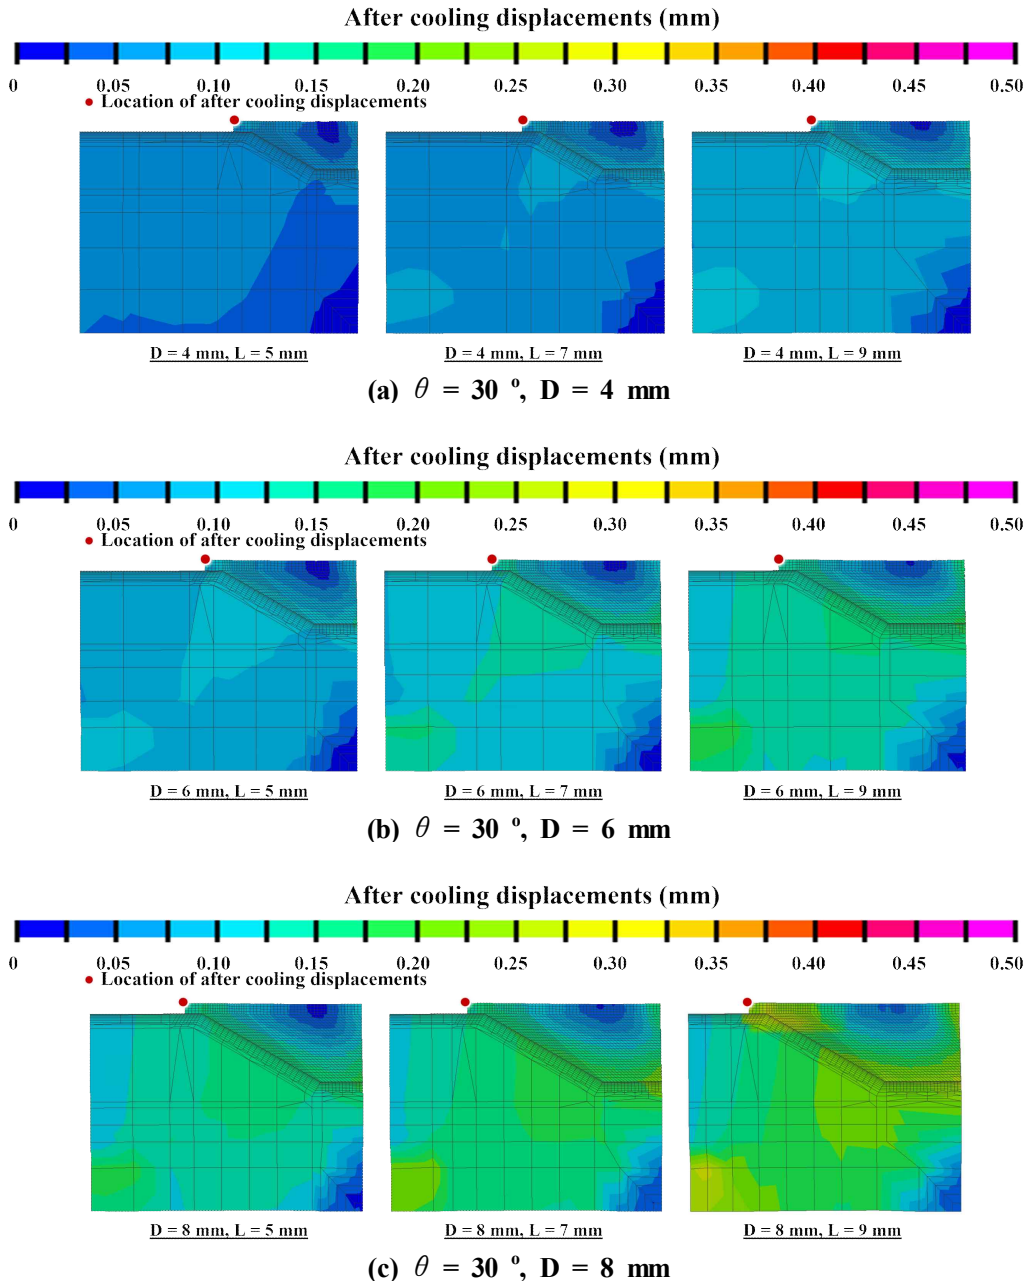 After cooling displacements (mm)
0 0.05 0.10 0.15 0.20 0.25 0.30 0.35 0.40 0.45 0.50
Location of after cooling displacements
D = 4 mm, L = 5 mm D = 4 mm, L = 7 mm D = 4 mm, L = 9 mm
(a) θ = 30 º, D = 4 mm
After cooling displacements (mm)
0 0.05 0.10 0.15 0.20 0.25 0.30 0.35 0.40 0.45 0.50
Location of after cooling displacements
D = 6 mm, L = 5 mm D = 6 mm, L = 7 mm D = 6 mm, L = 9 mm
(b) θ = 30 º, D = 6 mm
After cooling displacements (mm)
0 0.05 0.10 0.15 0.20 0.25 0.30 0.35 0.40 0.45 0.50
Location of after cooling displacements
D = 8 mm, L = 5 mm D = 8 mm, L = 7 mm D = 8 mm, L = 9 mm
(c) θ = 30 º, D = 8 mm